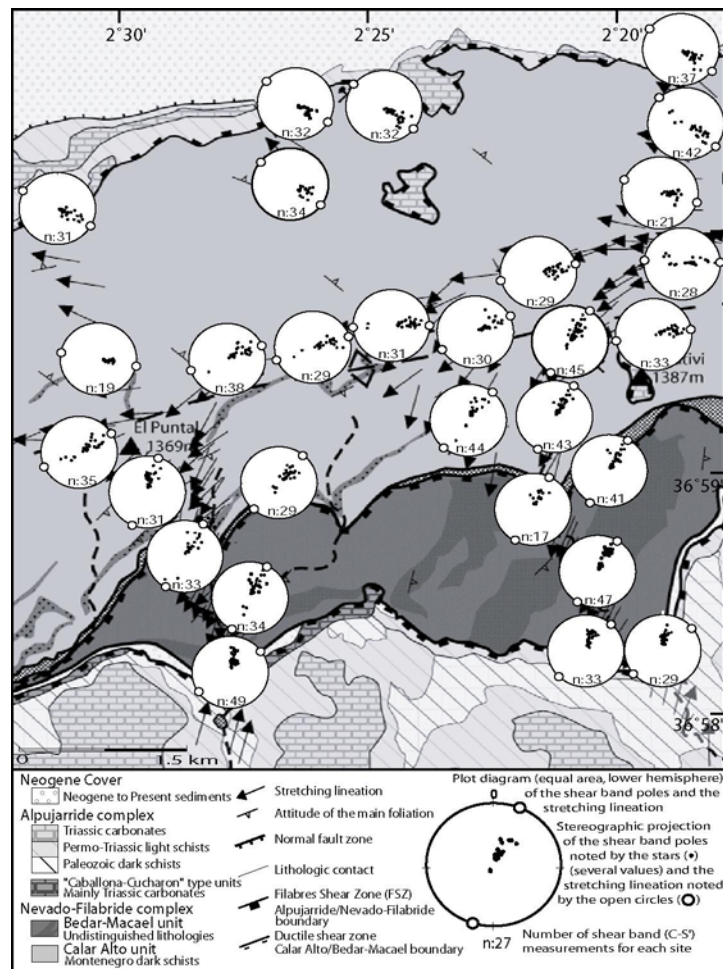 2°30' 2°25' 2°20'
n:37
n:32
n:32
n:42
n:34
n:21
n:31
n:28
n:29
n:31
n:30
n:33
n:45
n:29
n:19
n:38
1387m
El Puntal
1369m
n:44
n:43
n:35
n:41
36°59'
n:29
n:31
n:17
n:33
n:47
n:34
n:33
n:29
n:49
36°58'
0 1.5 km
Neogene Cover
Neogene to Present sediments
Alpujarride complex
Triassic carbonates
Permo-Triassic light schists
Paleozoic dark schists
"Caballona-Cucharon" type units
Mainly Triassic carbonates
Nevado-Filabride complex
Bedar-Macael unit
Undistinguished lithologies
Calar Alto unit
Montenegro dark schists
Stretching lineation
Attitude of the main foliation
Normal fault zone
Lithologic contact
Filabres Shear Zone (FSZ)
Alpujarride/Nevado-Filabride
boundary
Ductile shear zone
Calar Alto/Bedar-Macael boundary
Plot diagram (equal area, lower hemisphere)
of the shear band poles and the
stretching lineation
0
Stereographic projection
of the shear band poles
noted by the stars (•)
(several values) and the
stretching lineation noted
by the open circles (O)
n:27
Number of shear band (C-S')
measurements for each site